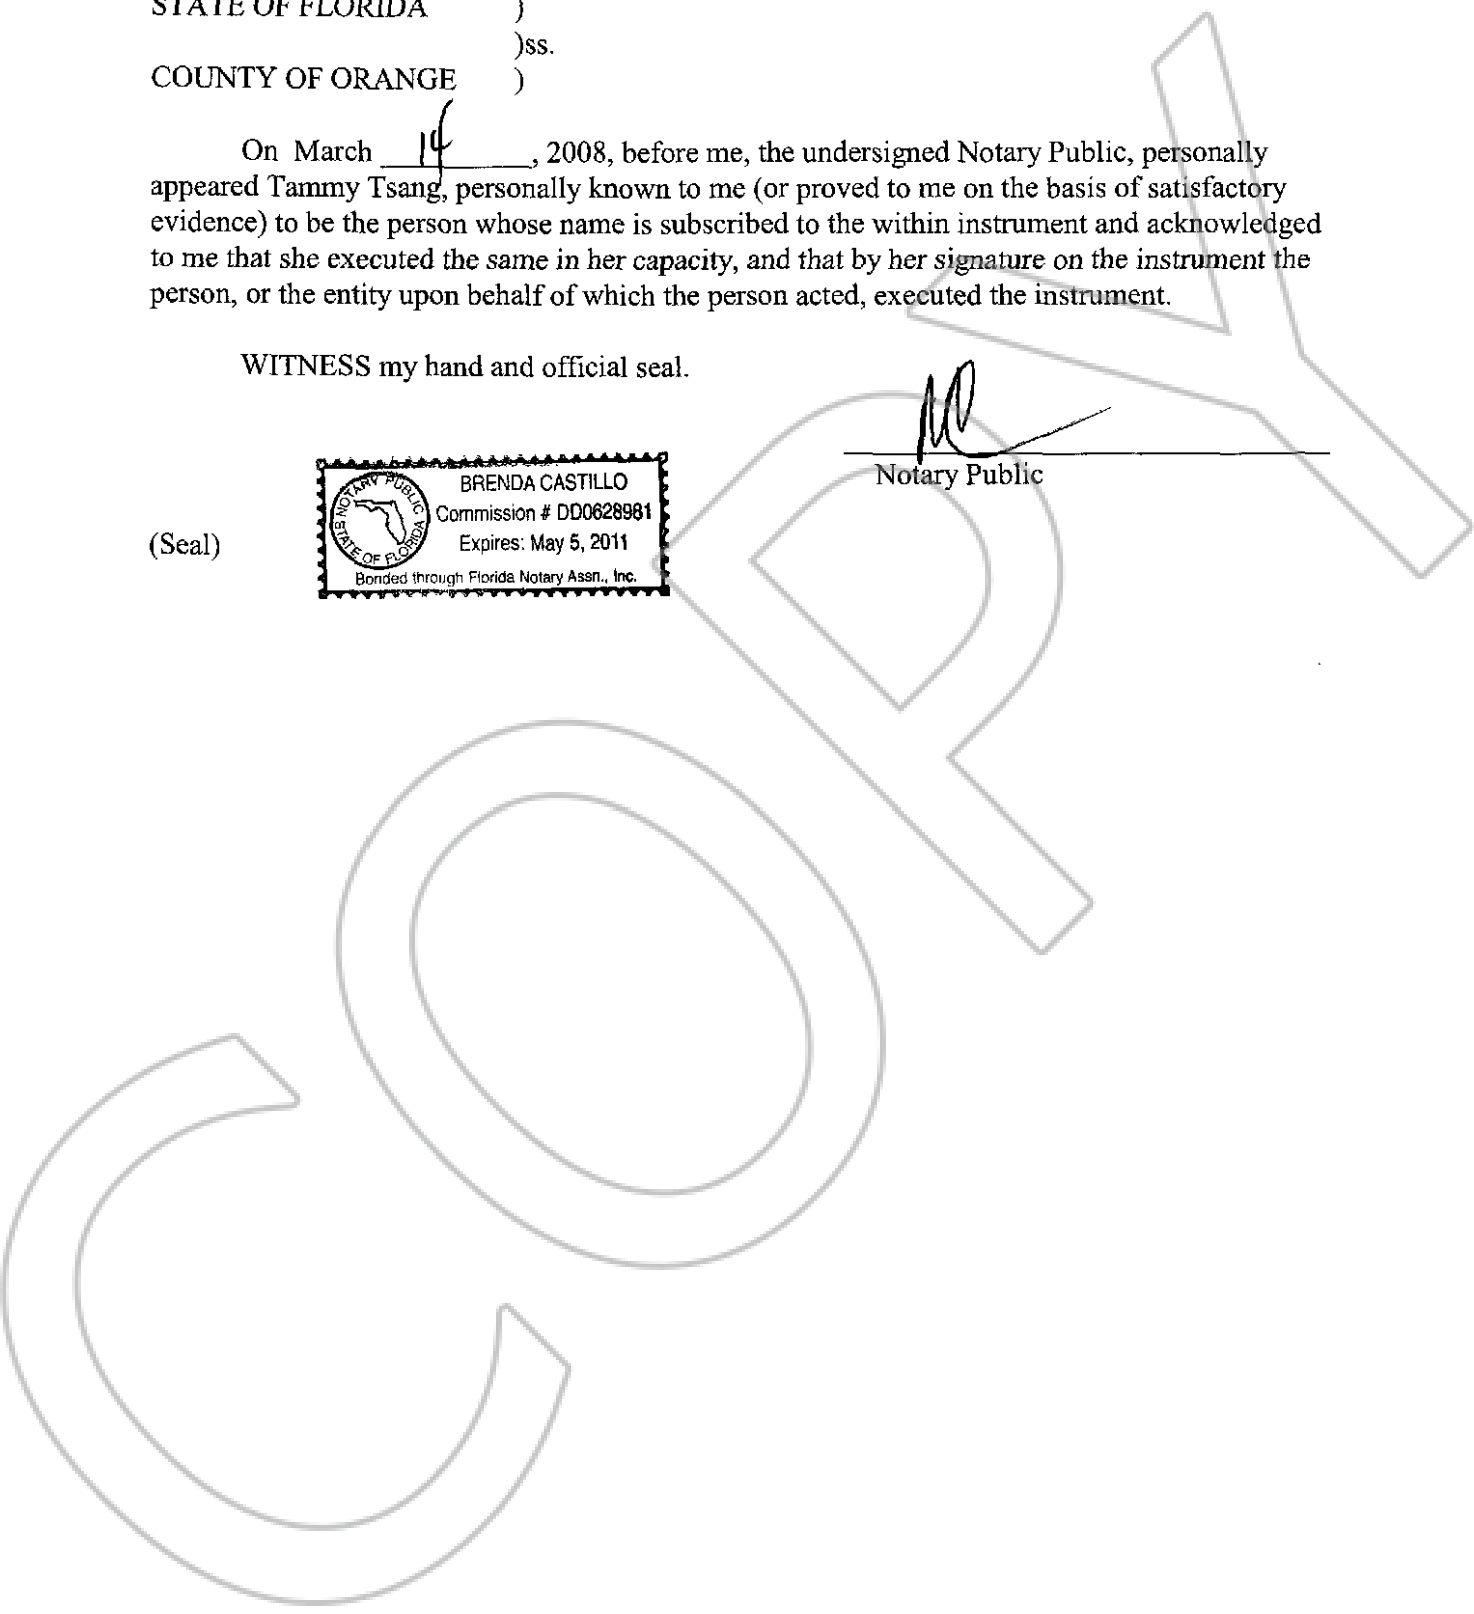 STATE OF FLORIDA )
)ss.
COUNTY OF ORANGE )
On March 14, 2008, before me, the undersigned Notary Public, personally
appeared Tammy Tsang, personally known to me (or proved to me on the basis of satisfactory
evidence) to be the person whose name is subscribed to the within instrument and acknowledged
to me that she executed the same in her capacity, and that by her signature on the instrument the
person, or the entity upon behalf of which the person acted, executed the instrument.
WITNESS my hand and official seal.
Notary Public
(Seal)
NOTARY PUBLIC
STATE OF FLORIDA
BRENDA CASTILLO
Commission # DD0628981
Expires: May 5, 2011
Bonded through Florida Notary Assn., Inc.
COPY